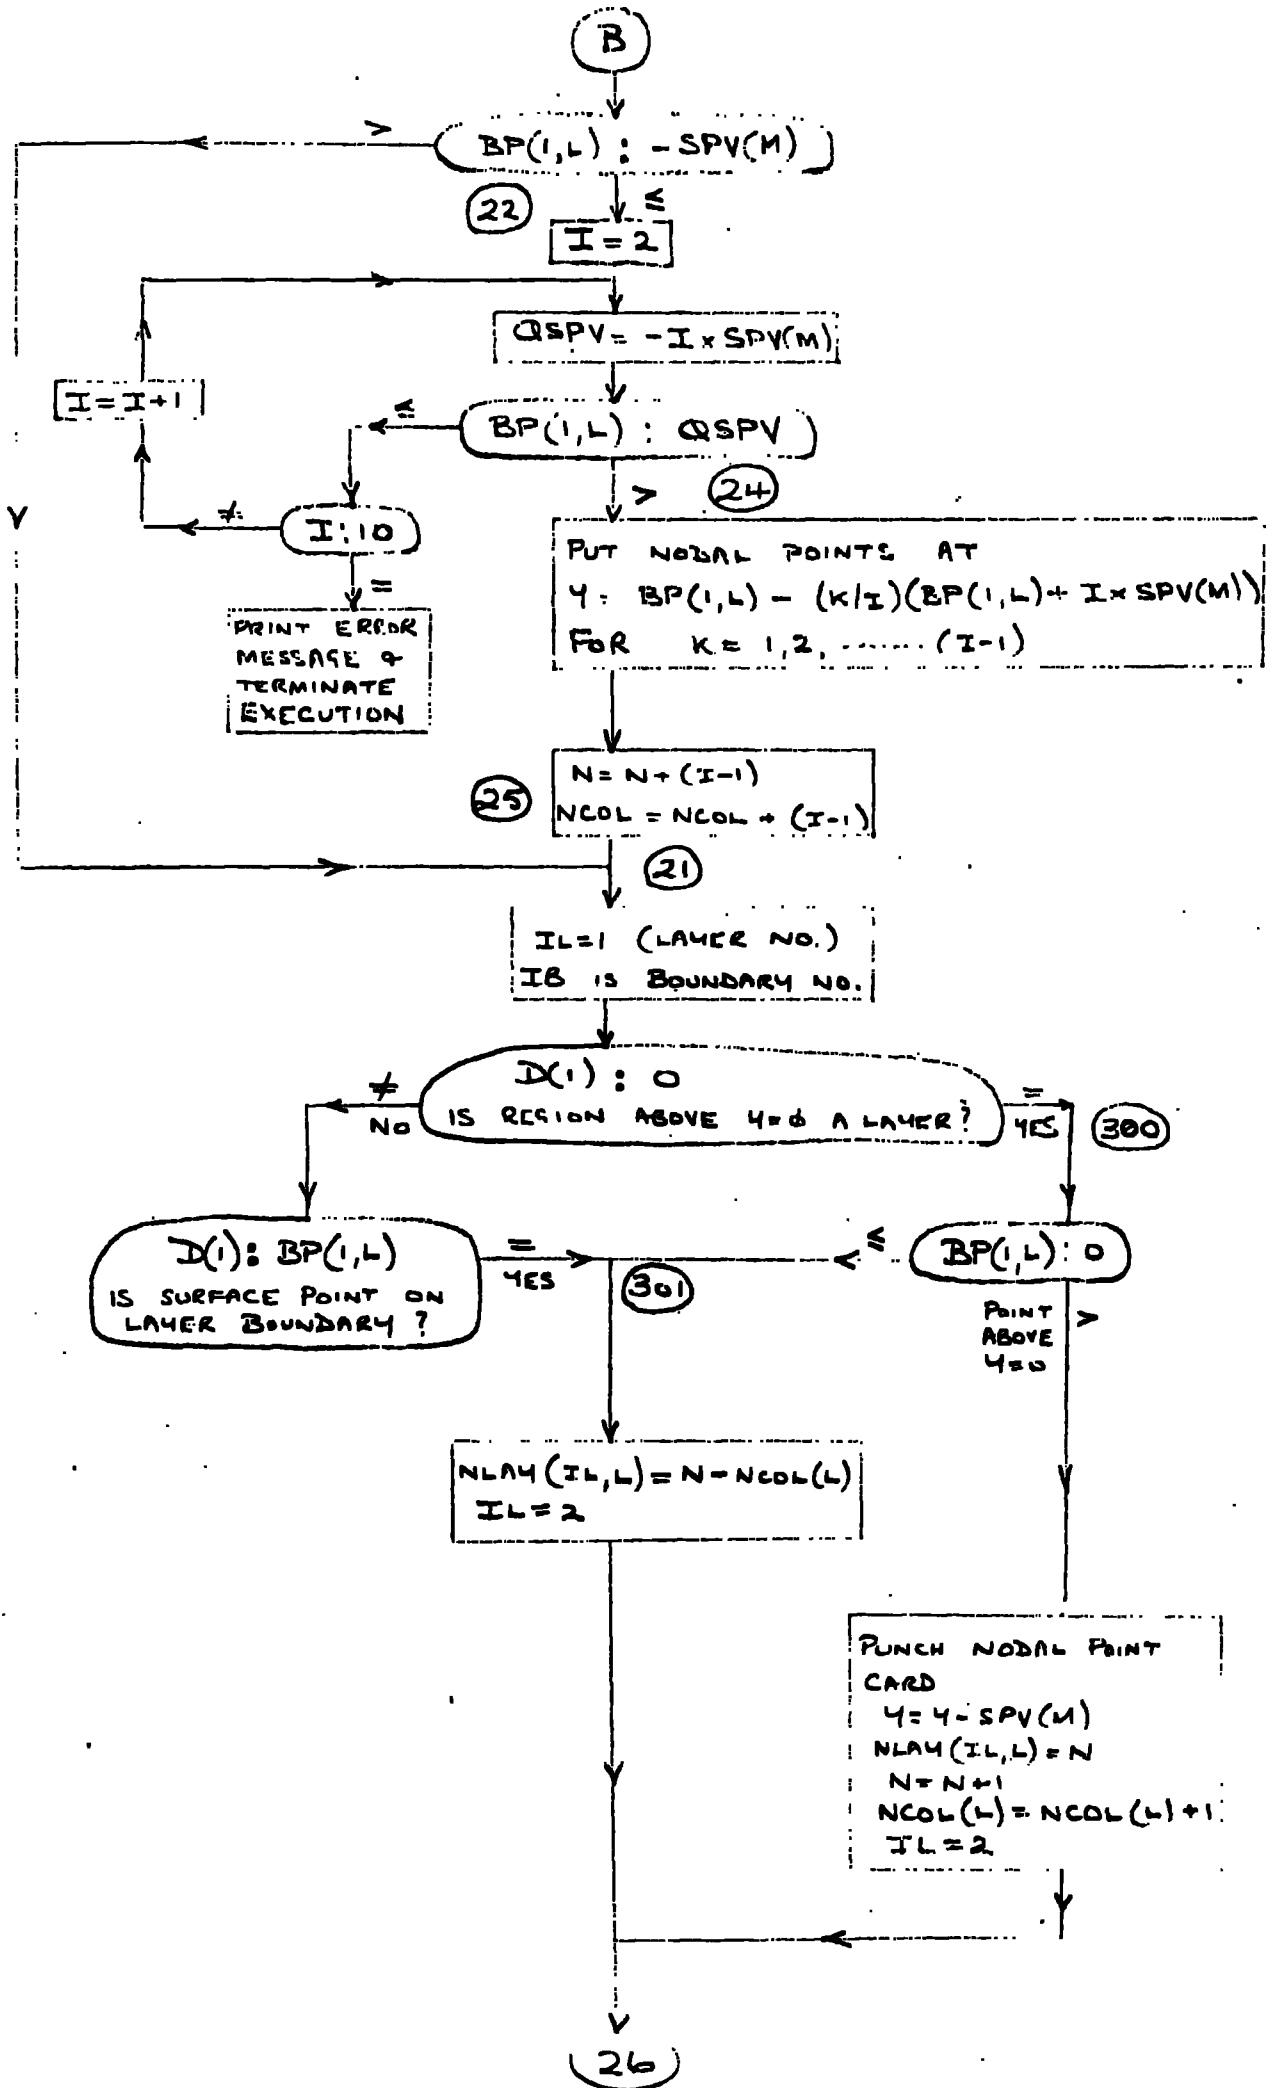 B
>
BP(1,L) : -SPV(M)
22
≤
I = 2
QSPV = -I × SPV(M)
I = I+1
≤
BP(1,L) : QSPV
>
24
≠
I:10
=
PRINT ERROR
MESSAGE &
TERMINATE
EXECUTION
PUT NODAL POINTS AT
Y = BP(1,L) - (K/I)(BP(1,L) + I × SPV(M))
FOR K = 1,2, ...... (I-1)
25
N = N + (I-1)
NCOL = NCOL + (I-1)
21
IL=1 (LAYER NO.)
IB IS BOUNDARY NO.
D(1) : 0
IS REGION ABOVE Y=0 A LAYER?
≠
NO
=
YES
300
D(1) : BP(1,L)
IS SURFACE POINT ON
LAYER BOUNDARY ?
=
YES
301
≤
BP(1,L) : 0
POINT
ABOVE
Y=0
>
NLAY(IL,L) = N - NCOL(L)
IL = 2
PUNCH NODAL POINT
CARD
Y = Y - SPV(M)
NLAY(IL,L) = N
N = N+1
NCOL(L) = NCOL(L)+1
IL = 2
26